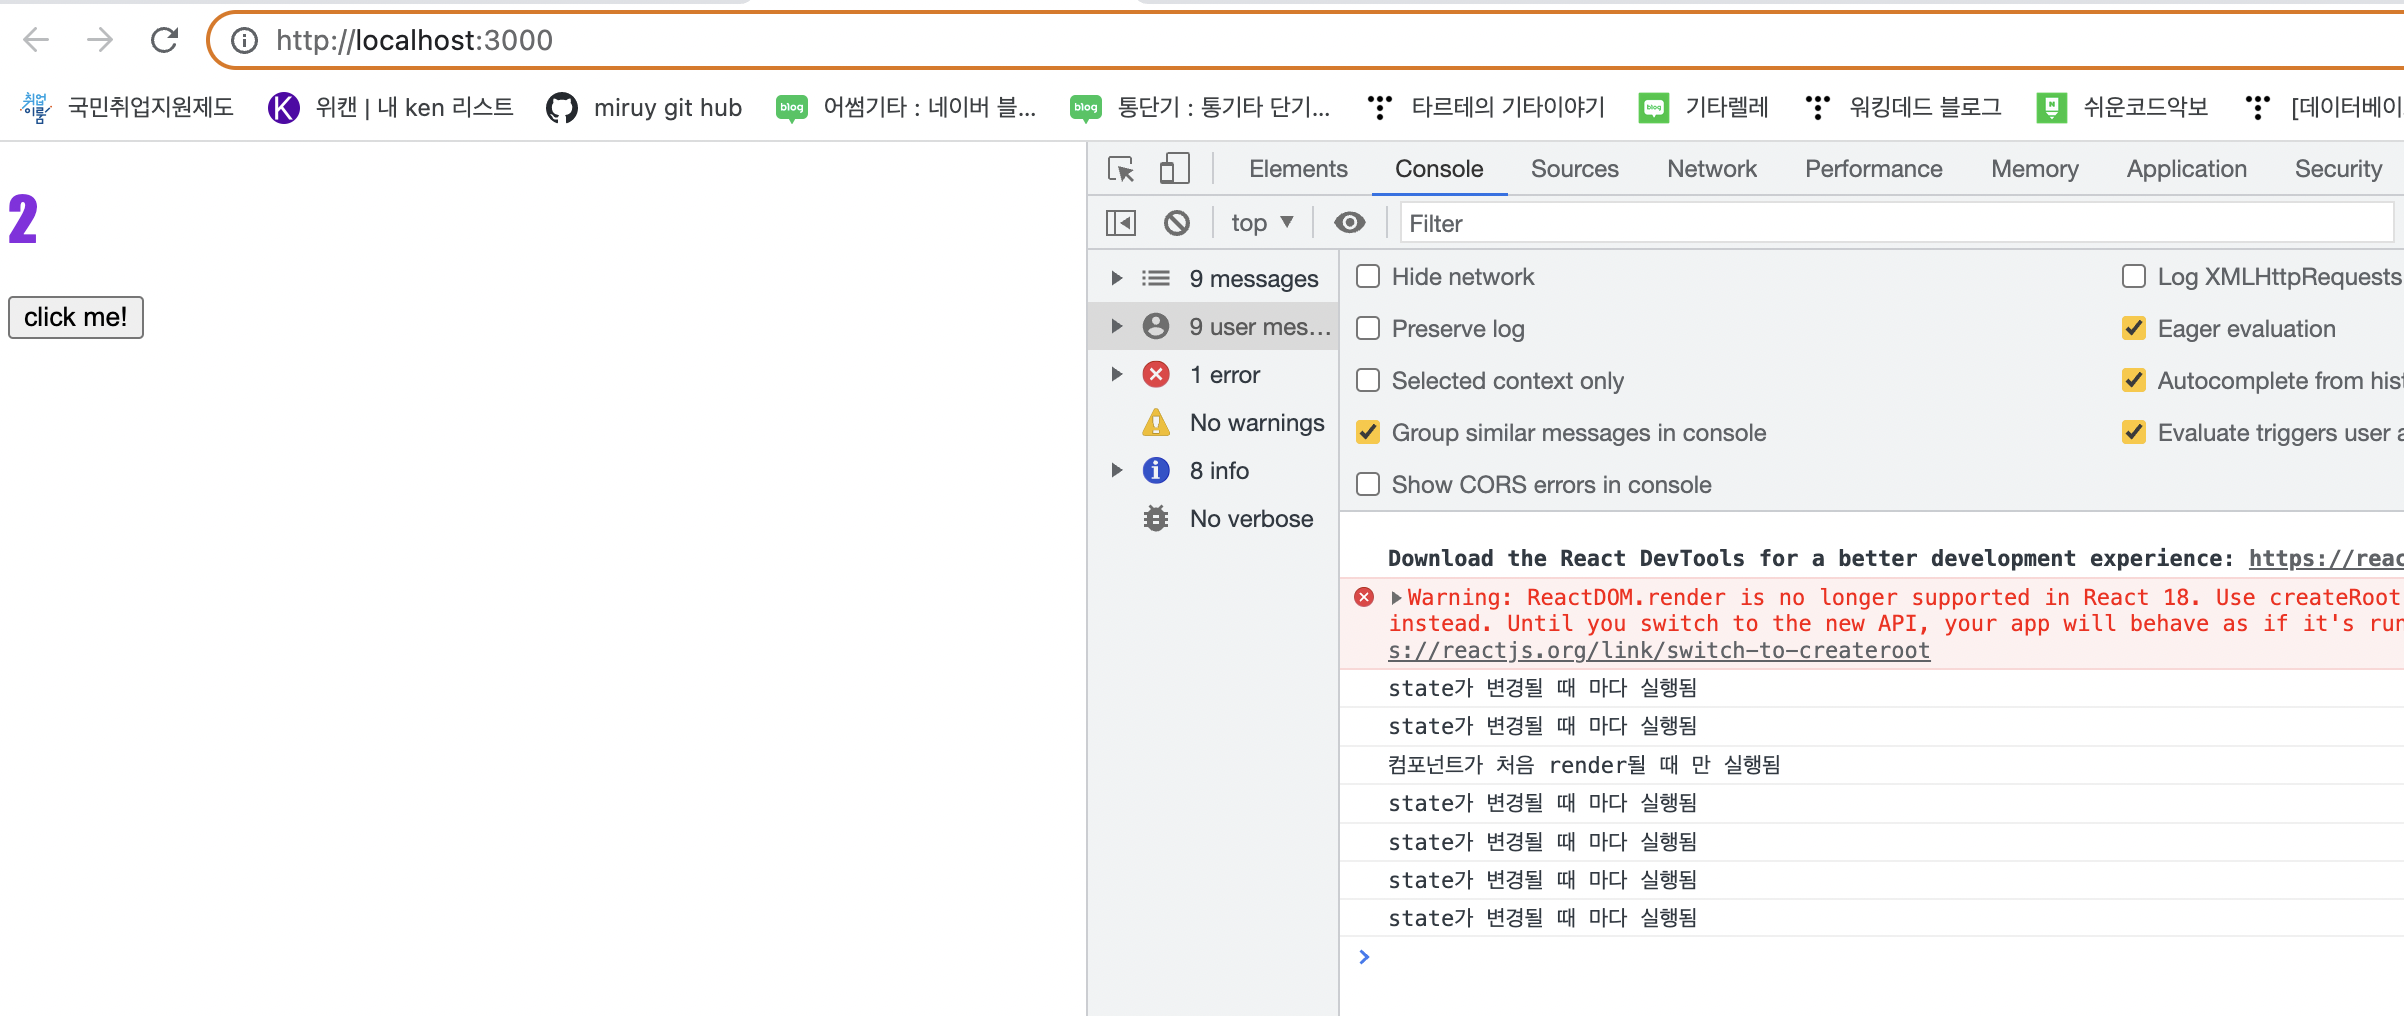 http://localhost:3000
취업이룸 국민취업지원제도 K 위캔 | 내 ken 리스트 miruy git hub blog 어썸기타 : 네이버 블... blog 통단기 : 통기타 단기... 타르테의 기타이야기 blog 기타렐레 워킹데드 블로그 N 쉬운코드악보 [데이터베이
2
click me!
Elements Console Sources Network Performance Memory Application Security
top ▼ Filter
9 messages
9 user mes...
1 error
No warnings
8 info
No verbose
Hide network Log XMLHttpRequests
Preserve log Eager evaluation
Selected context only Autocomplete from hist
Group similar messages in console Evaluate triggers user a
Show CORS errors in console
Download the React DevTools for a better development experience: https://reac
Warning: ReactDOM.render is no longer supported in React 18. Use createRoot
instead. Until you switch to the new API, your app will behave as if it's run
s://reactjs.org/link/switch-to-createroot
state가 변경될 때 마다 실행됨
state가 변경될 때 마다 실행됨
컴포넌트가 처음 render될 때 만 실행됨
state가 변경될 때 마다 실행됨
state가 변경될 때 마다 실행됨
state가 변경될 때 마다 실행됨
state가 변경될 때 마다 실행됨